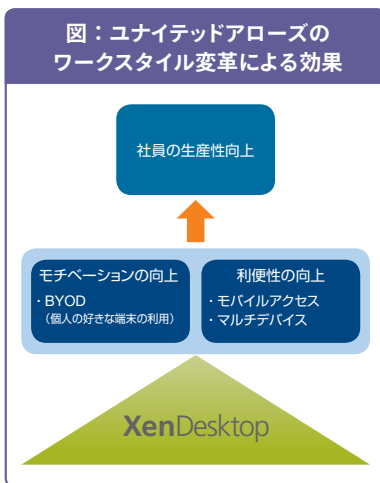 図：ユナイテッドアローズの
ワークスタイル変革による効果
社員の生産性向上
モチベーションの向上
・BYOD
（個人の好きな端末の利用）
利便性の向上
・モバイルアクセス
・マルチデバイス
XenDesktop